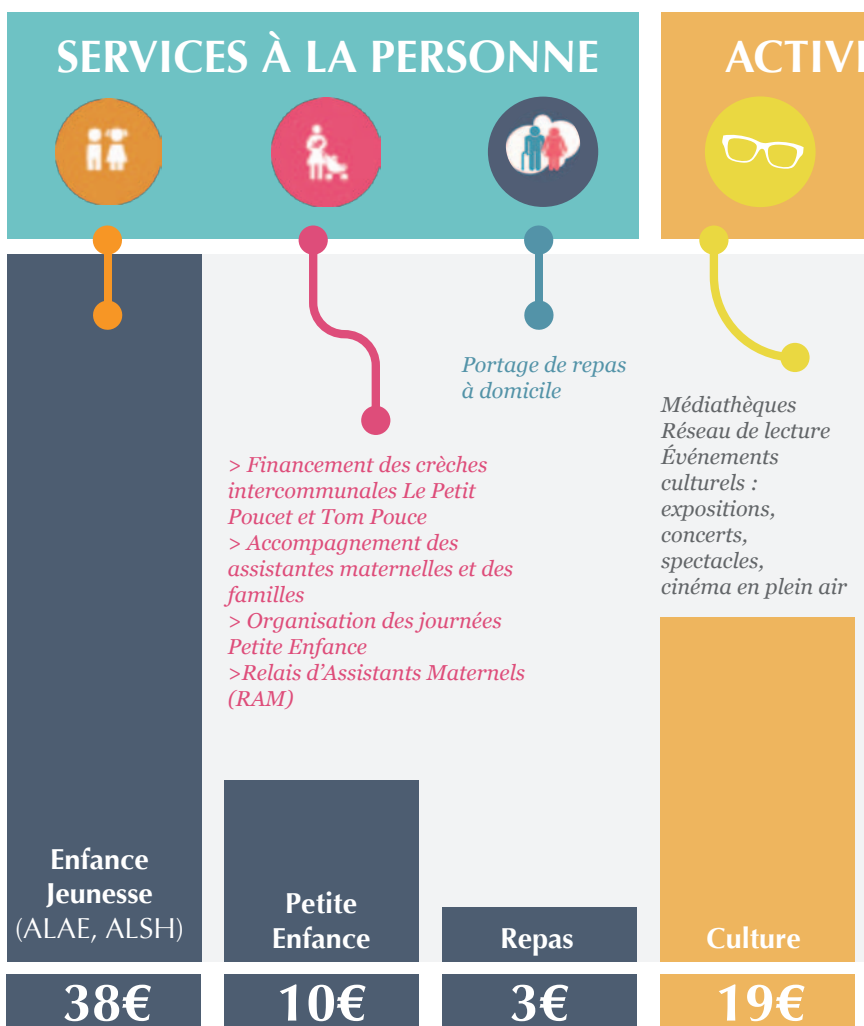 SERVICES À LA PERSONNE
ACTIVI
Portage de repas
à domicile
> Financement des crèches
intercommunales Le Petit
Poucet et Tom Pouce
> Accompagnement des
assistantes maternelles et des
familles
> Organisation des journées
Petite Enfance
>Relais d’Assistants Maternels
(RAM)
Médiathèques
Réseau de lecture
Événements
culturels :
expositions,
concerts,
spectacles,
cinéma en plein air
Enfance
Jeunesse
(ALAE, ALSH)
38€
Petite
Enfance
10€
Repas
3€
Culture
19€